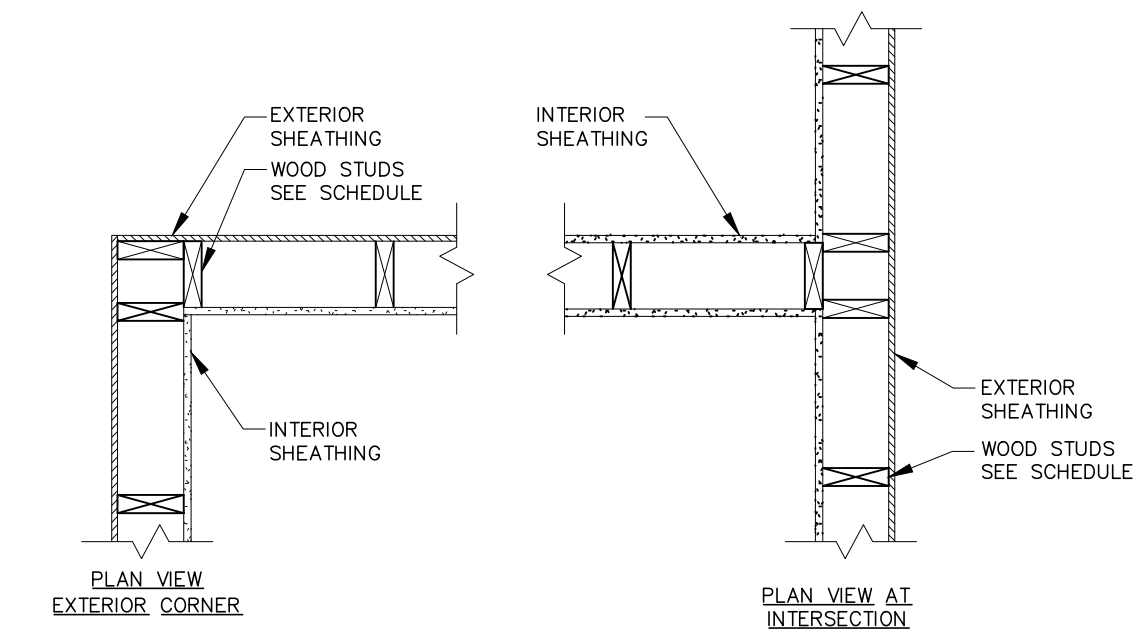 EXTERIOR
SHEATHING
WOOD STUDS
SEE SCHEDULE
INTERIOR
SHEATHING
PLAN VIEW
EXTERIOR CORNER
INTERIOR
SHEATHING
EXTERIOR
SHEATHING
WOOD STUDS
SEE SCHEDULE
PLAN VIEW AT
INTERSECTION